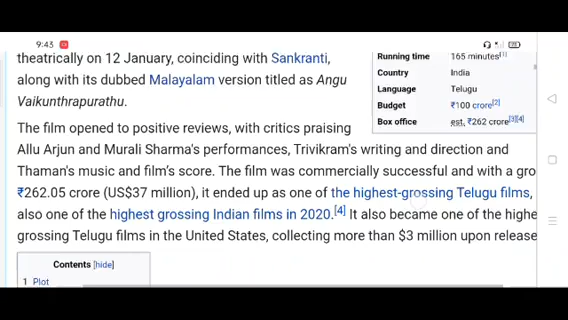 9:43
theatrically on 12 January, coinciding with Sankranti,
along with its dubbed Malayalam version titled as Angu
Vaikunthrapurathu.
Running time 165 minutes[1]
Country India
Language Telugu
Budget ₹100 crore[2]
Box office est. ₹262 crore[3][4]
The film opened to positive reviews, with critics praising
Allu Arjun and Murali Sharma's performances, Trivikram's writing and direction and
Thaman's music and film's score. The film was commercially successful and with a gro
₹262.05 crore (US$37 million), it ended up as one of the highest-grossing Telugu films,
also one of the highest grossing Indian films in 2020.[4] It also became one of the highe
grossing Telugu films in the United States, collecting more than $3 million upon release
Contents [hide]
1 Plot